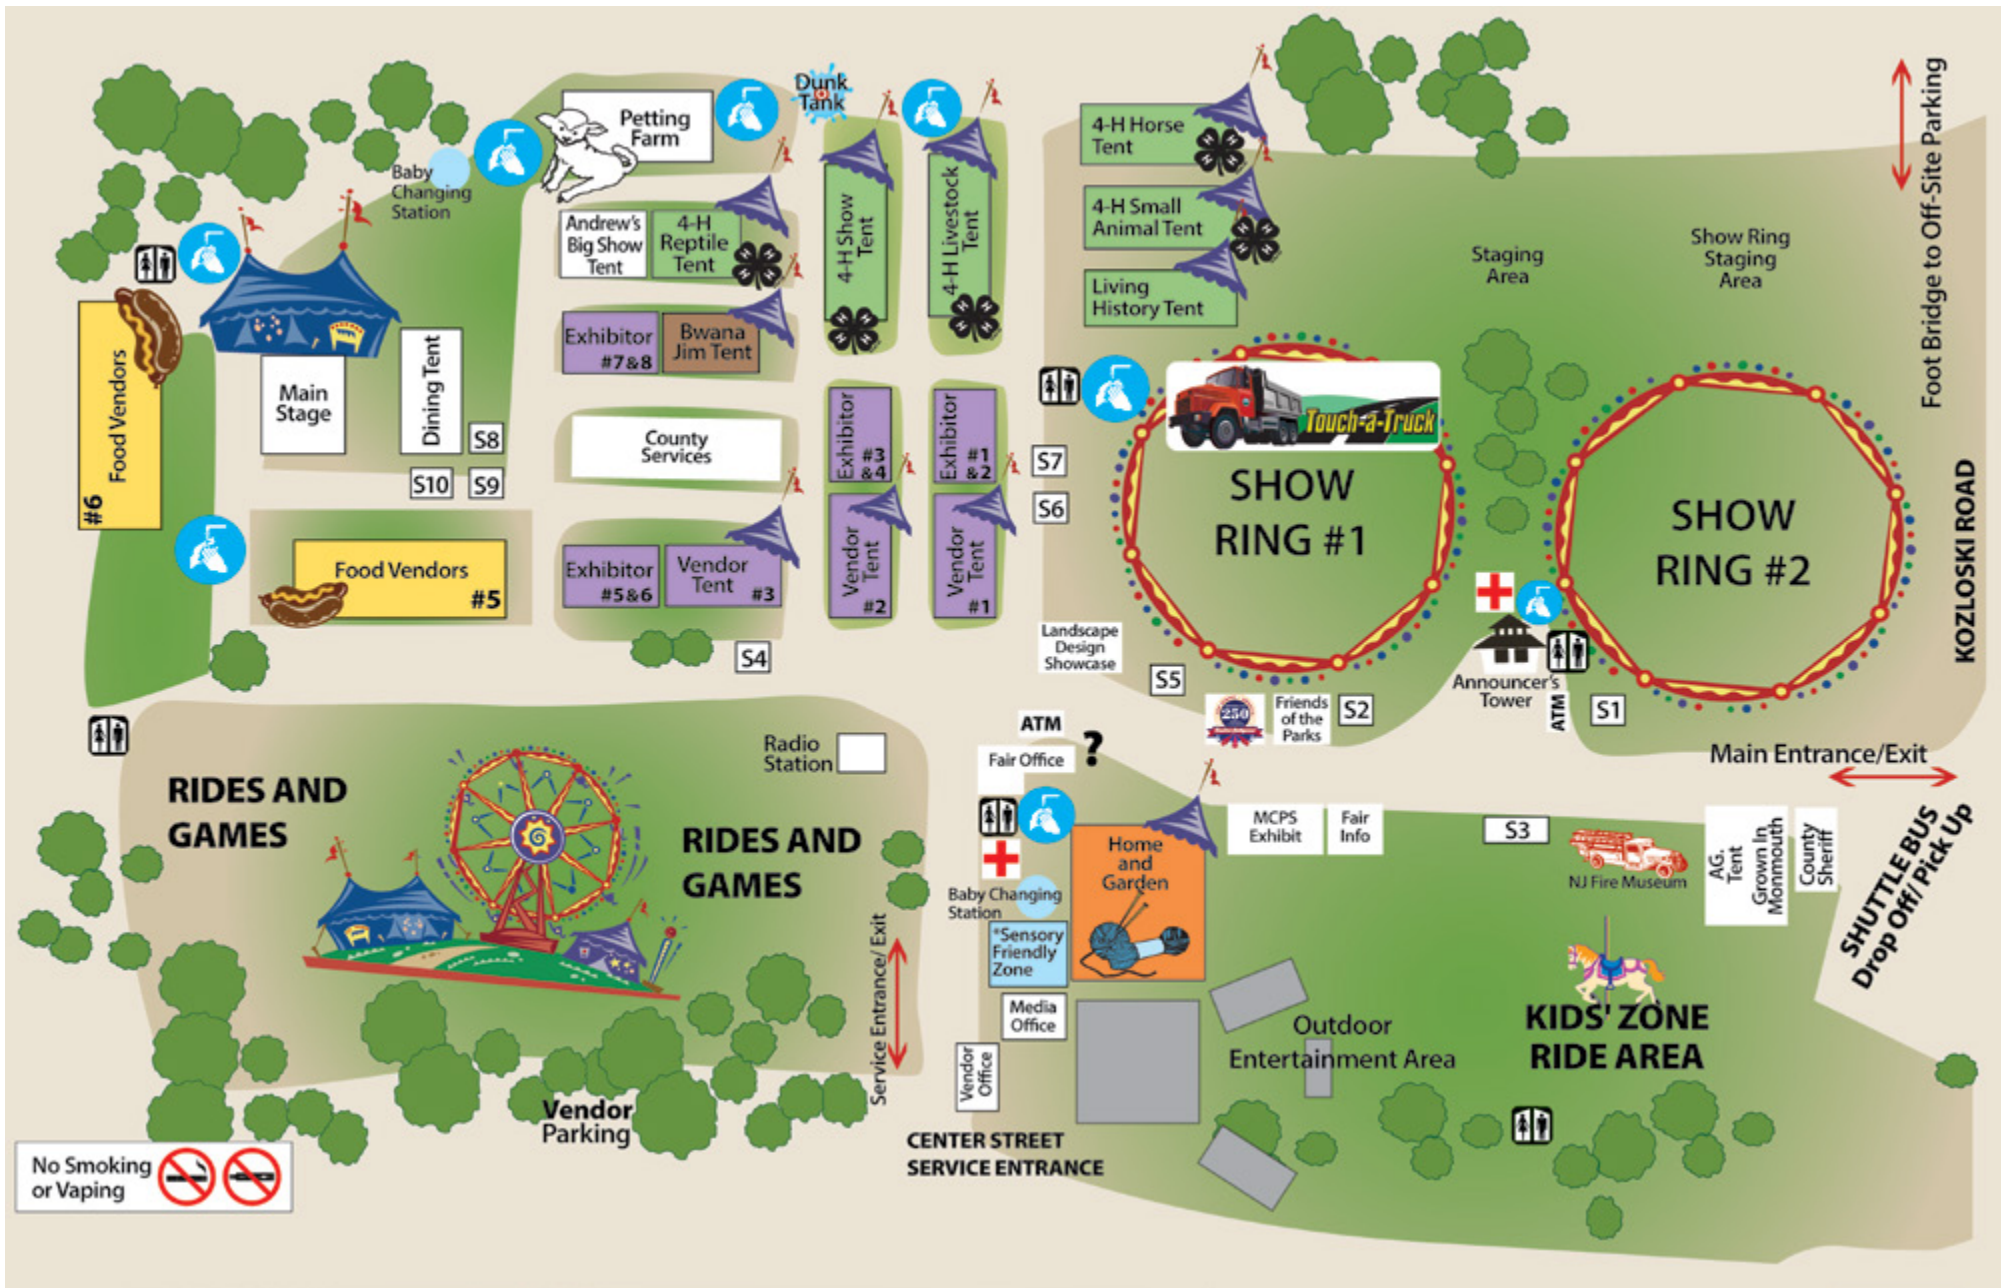 Dunk
Tank
Petting
Farm
Baby
Changing
Station
Andrew's
Big Show
Tent
4-H
Reptile
Tent
4-H Show
Tent
4-H Livestock
Tent
4-H Horse
Tent
4-H Small
Animal Tent
Living
History Tent
Staging
Area
Show Ring
Staging
Area
Foot Bridge to Off-Site Parking
KOZLOSKI ROAD
Exhibitor
#7&8
Bwana
Jim Tent
#6
Food Vendors
Main
Stage
Dining Tent
S8
S10
S9
County
Services
Exhibitor
#3
&4
Exhibitor
#1
&2
S7
S6
Touch-a-Truck
SHOW
RING #1
SHOW
RING #2
Food Vendors
#5
Exhibitor
#5&6
Vendor
Tent
#3
Vendor
Tent
#2
Vendor
Tent
#1
S4
Landscape
Design
Showcase
S5
250
Friends
of the
Parks
S2
Announcer's
Tower
ATM
S1
Main Entrance/Exit
SHUTTLE BUS
Drop Off/ Pick Up
ATM
Fair Office
?
Radio
Station
RIDES AND
GAMES
RIDES AND
GAMES
Service Entrance/ Exit
Home
and
Garden
MCPS
Exhibit
Fair
Info
S3
NJ Fire Museum
AG.
Tent
Grown In
Monmouth
County
Sheriff
Baby Changing
Station
*Sensory
Friendly
Zone
Media
Office
Vendor
Office
Outdoor
Entertainment Area
KIDS' ZONE
RIDE AREA
Vendor
Parking
CENTER STREET
SERVICE ENTRANCE
No Smoking
or Vaping